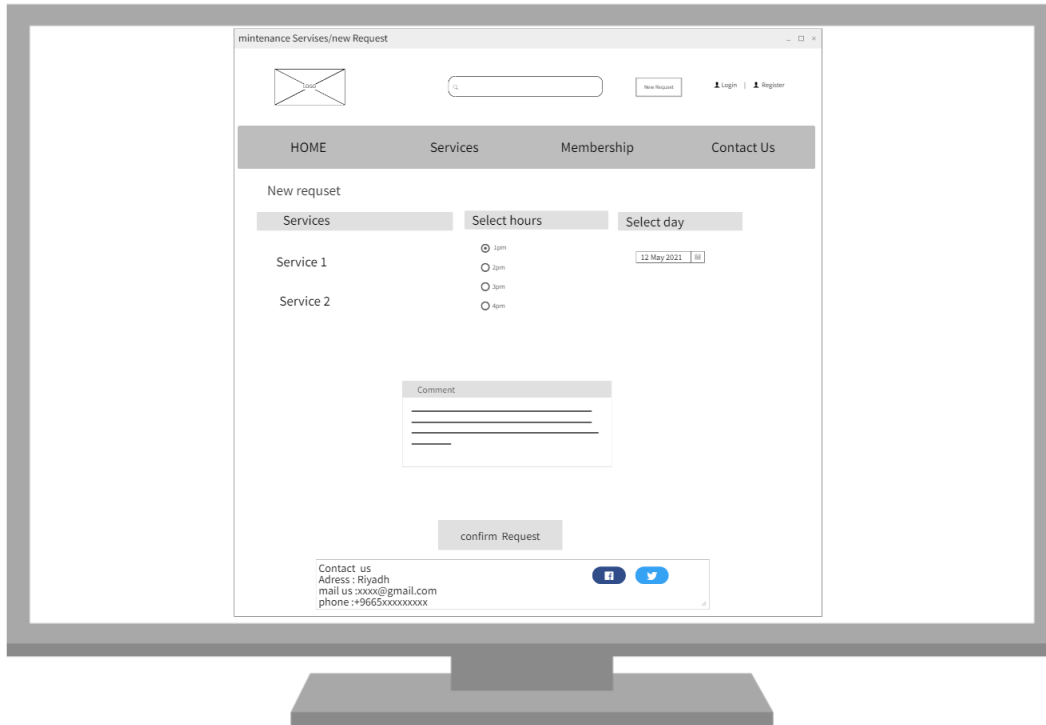 mintenance Servises/new Request
LOGO
New Request
Login | Register
HOME Services Membership Contact Us
New requset
Services Select hours Select day
Service 1
Service 2
1pm
2pm
3pm
4pm
12 May 2021
Comment
confirm Request
Contact us
Adress : Riyadh
mail us :xxxx@gmail.com
phone :+9665xxxxxxxxx